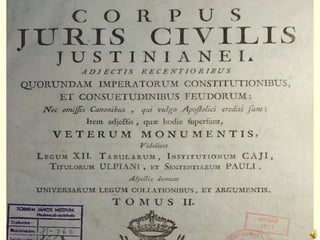 CORPUS
JURIS CIVILIS
JUSTINIANEI.
ADJECTIS RECENTIORIBUS
QUORUNDAM IMPERATORUM CONSTITUTIONIBUS,
ET CONSUETUDINIBUS FEUDORUM:
Nec omissis Canonibus, qui vulgo Apostolici crediti sunt:
Item adjectis, quæ hodie supersunt,
VETERUM MONUMENTIS,
Videlicet
LEGUM XII. TABULARUM, INSTITUTIONUM CAJI,
TITULORUM ULPIANI, ET SENTENTIARUM PAULI.
Adjectis demum
UNIVERSARUM LEGUM COLLATIONIBUS, ET ARGUMENTIS.
TOMUS II.